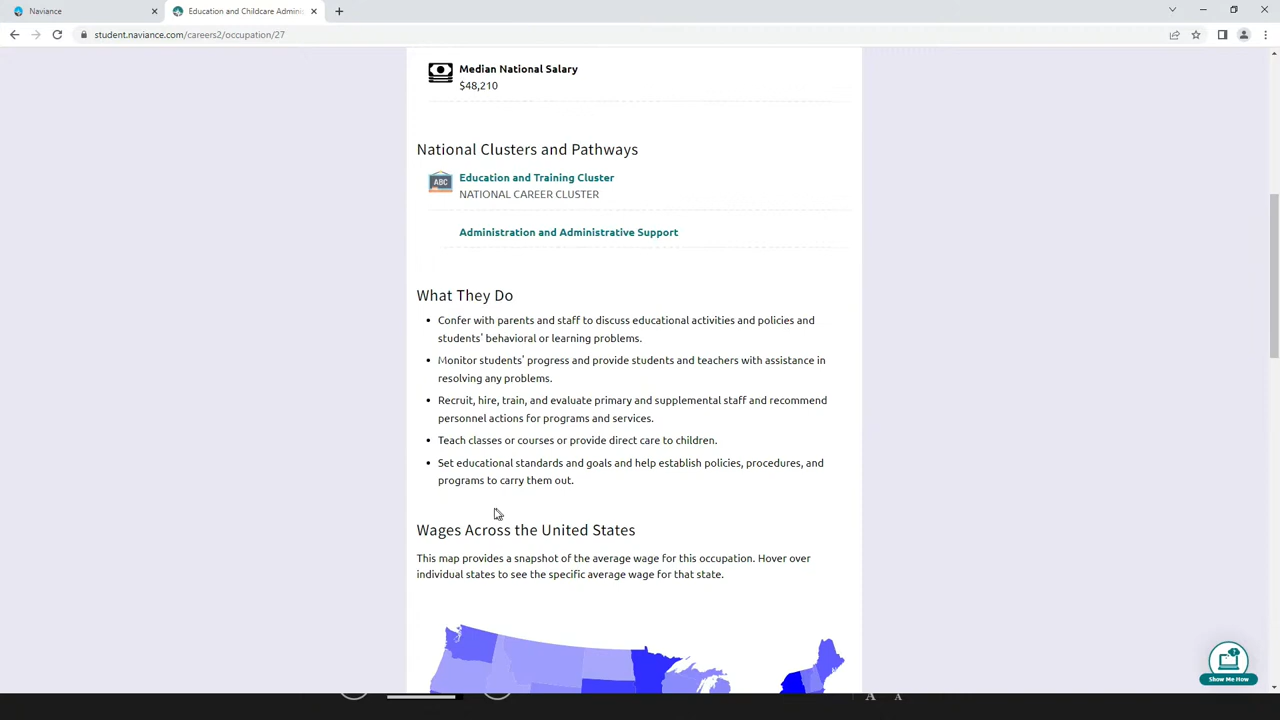 Naviance
Education and Childcare Adminis
student.naviance.com/careers2/occupation/27
Median National Salary
$48,210
National Clusters and Pathways
ABC
Education and Training Cluster
NATIONAL CAREER CLUSTER
Administration and Administrative Support
What They Do
Confer with parents and staff to discuss educational activities and policies and
students' behavioral or learning problems.
Monitor students' progress and provide students and teachers with assistance in
resolving any problems.
Recruit, hire, train, and evaluate primary and supplemental staff and recommend
personnel actions for programs and services.
Teach classes or courses or provide direct care to children.
Set educational standards and goals and help establish policies, procedures, and
programs to carry them out.
Wages Across the United States
This map provides a snapshot of the average wage for this occupation. Hover over
individual states to see the specific average wage for that state.
Show Me How
A A